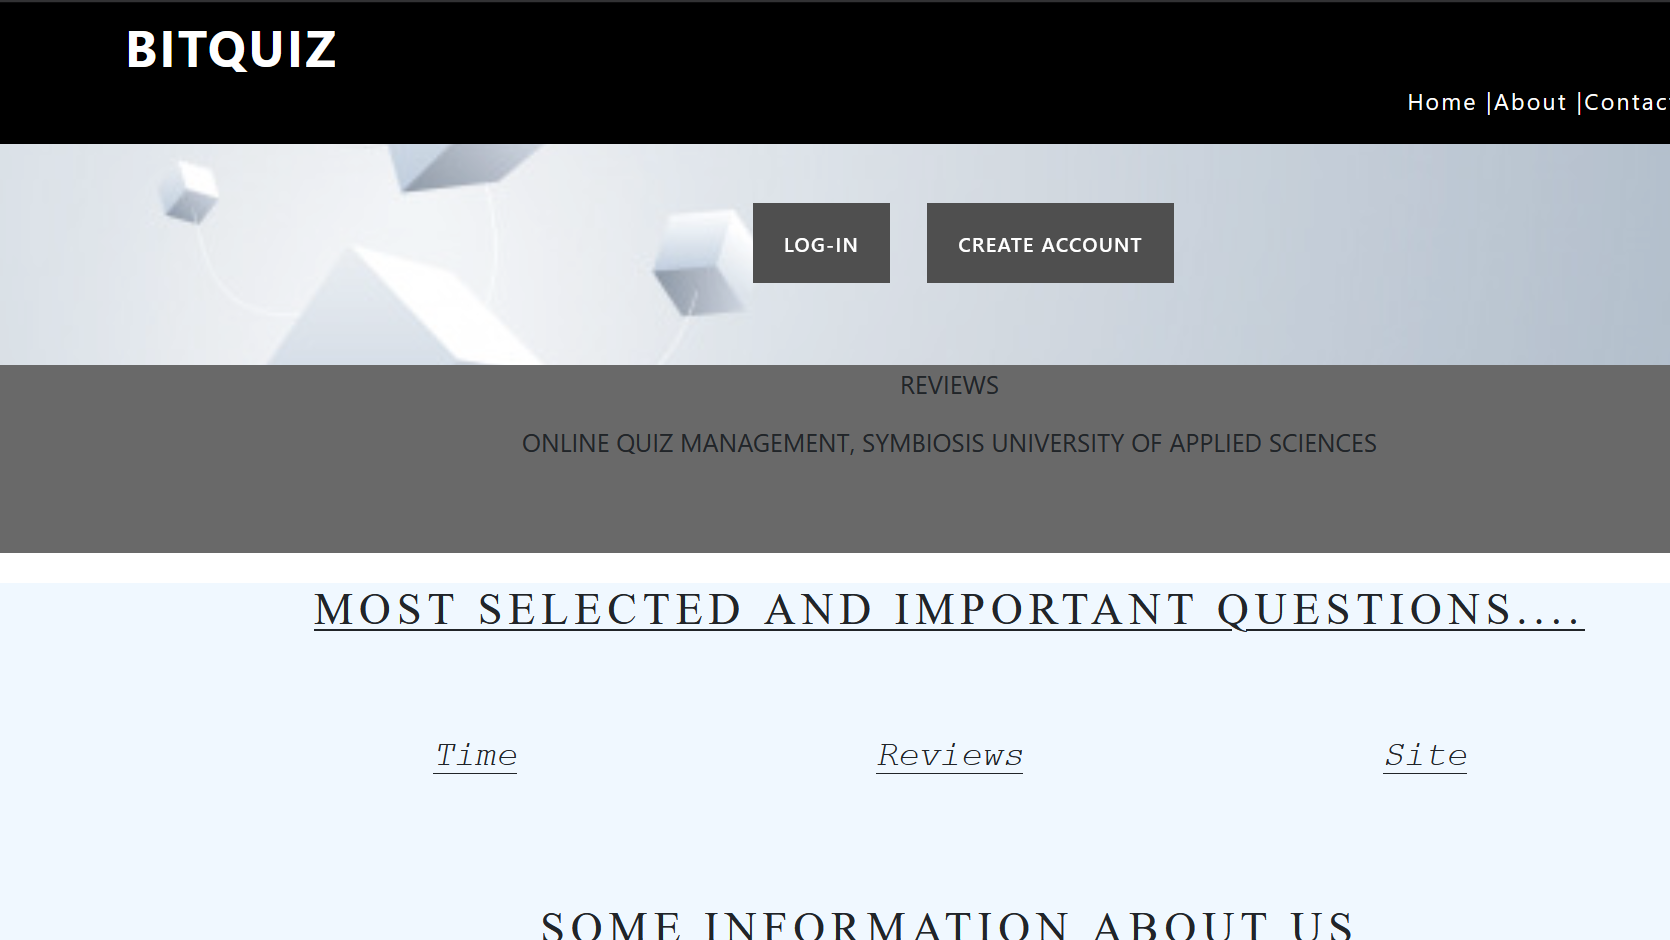 BITQUIZ
Home |About |Contact
LOG-IN
CREATE ACCOUNT
REVIEWS
ONLINE QUIZ MANAGEMENT, SYMBIOSIS UNIVERSITY OF APPLIED SCIENCES
MOST SELECTED AND IMPORTANT QUESTIONS....
Time
Reviews
Site
SOME INFORMATION ABOUT US